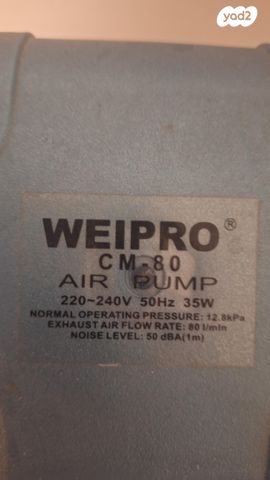 yad2
WEIPRO®
CM-80
AIR PUMP
220~240V 50Hz 35W
NORMAL OPERATING PRESSURE: 12.8kPa
EXHAUST AIR FLOW RATE: 80 l/min
NOISE LEVEL: 50 dBA(1m)